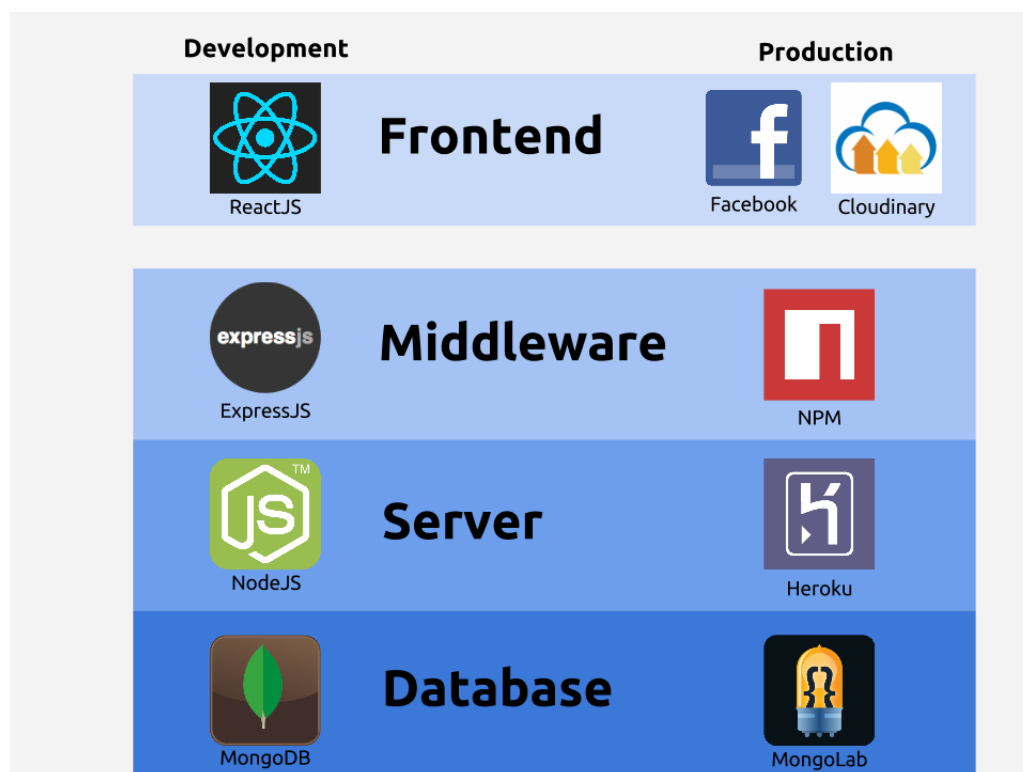 Development
Production
Frontend
ReactJS
Facebook
Cloudinary
expressjs
Middleware
ExpressJS
NPM
JS
TM
Server
NodeJS
Heroku
Database
{}
MongoDB
MongoLab